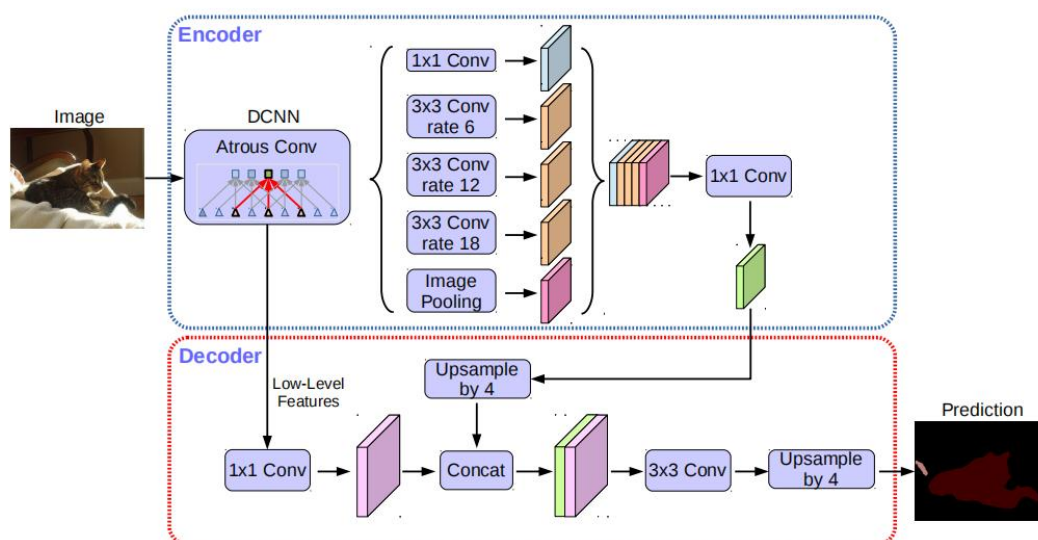 Encoder
Image
DCNN
Atrous Conv
1x1 Conv
3x3 Conv
rate 6
3x3 Conv
rate 12
3x3 Conv
rate 18
Image
Pooling
1x1 Conv
Decoder
Low-Level
Features
Upsample
by 4
1x1 Conv
Concat
3x3 Conv
Upsample
by 4
Prediction